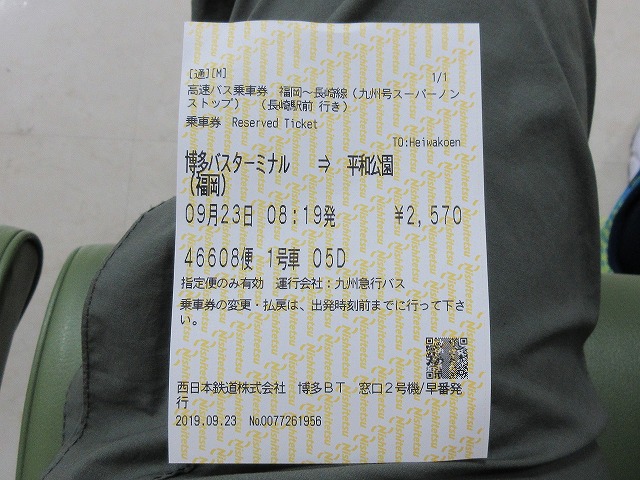 [通][M]
1/1
高速バス乗車券 福岡～長崎線(九州号スーパーノン
ストップ) (長崎駅前 行き)
乗車券 Reserved Ticket
TO:Heiwakoen
博多バスターミナル ⇒ 平和公園
(福岡)
09月23日 08:19発 ¥2,570
46608便 1号車 05D
指定便のみ有効 運行会社:九州急行バス
乗車券の変更・払戻は、出発時刻前までに行って下さ
い。
西日本鉄道株式会社 博多BT 窓口2号機/早番発
行
2019.09.23 No.0077261956